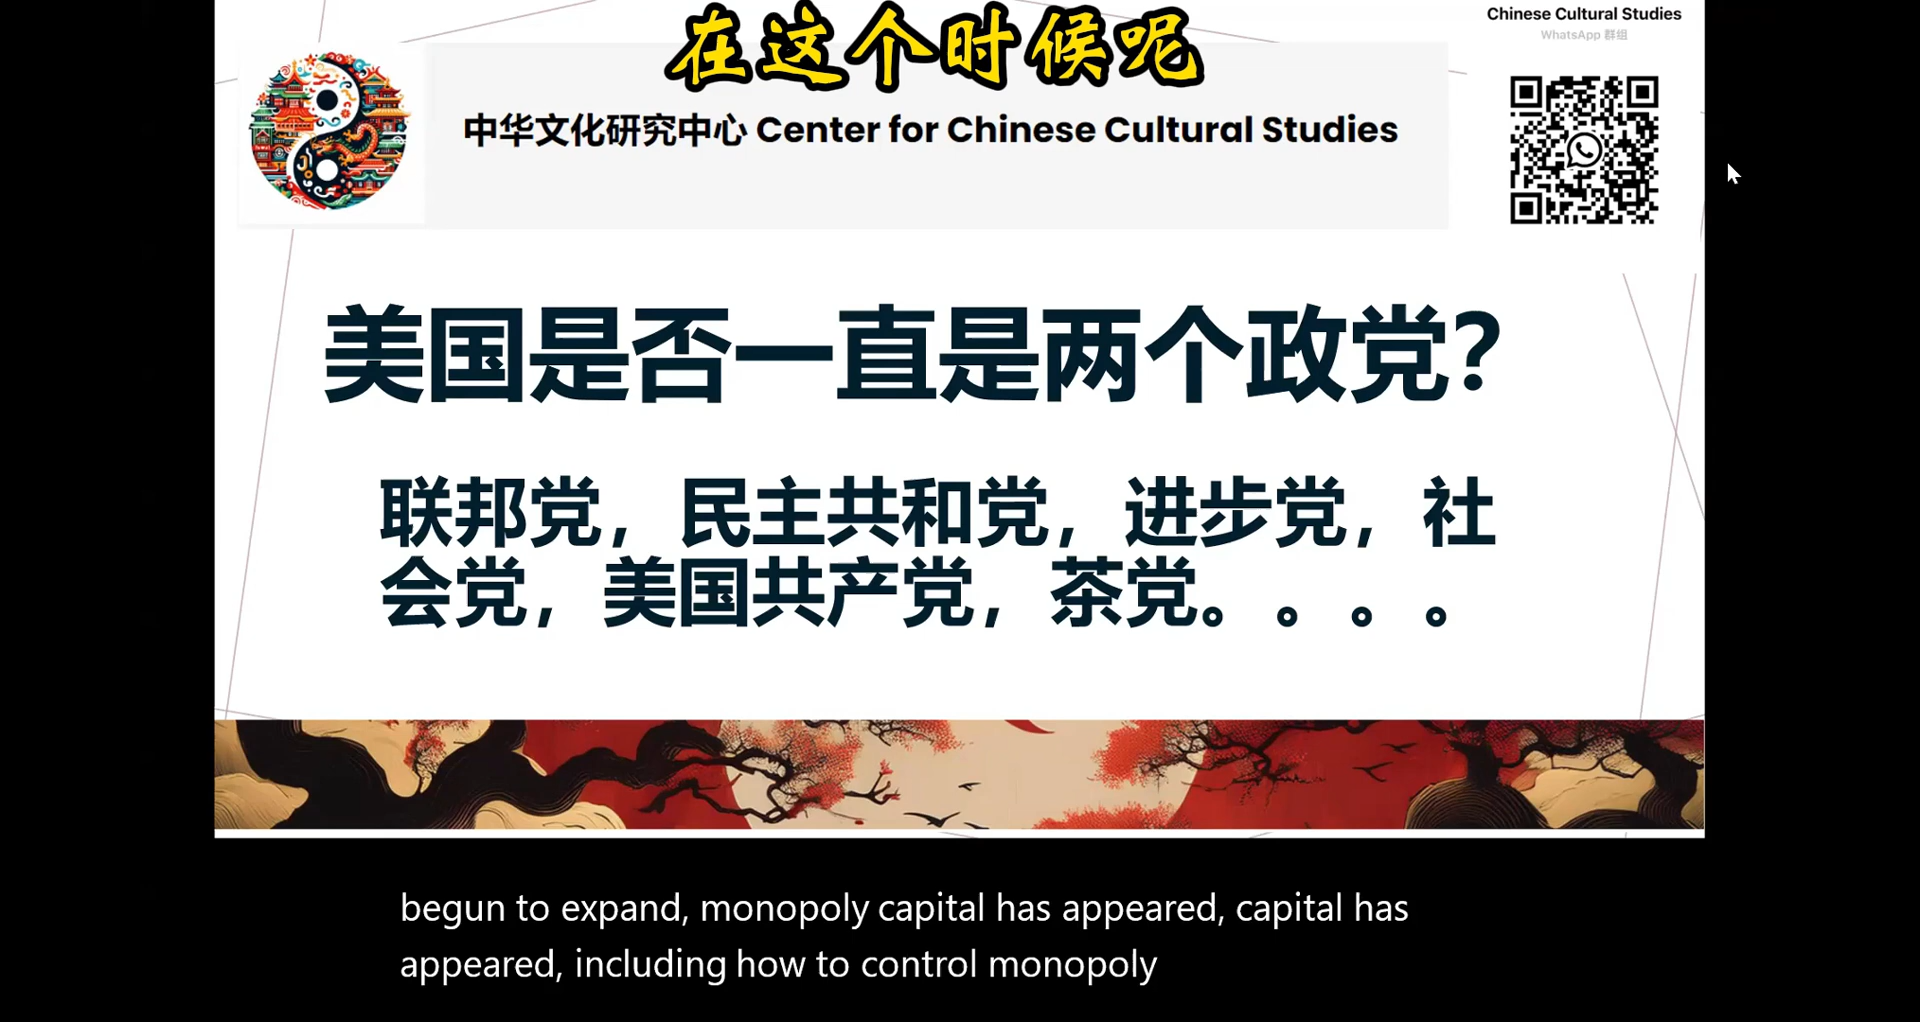 在这个时候呢
Chinese Cultural Studies
WhatsApp 群组
中华文化研究中心 Center for Chinese Cultural Studies
美国是否一直是两个政党？
联邦党，民主共和党，进步党，社
会党，美国共产党，茶党。。。。
begun to expand, monopoly capital has appeared, capital has
appeared, including how to control monopoly